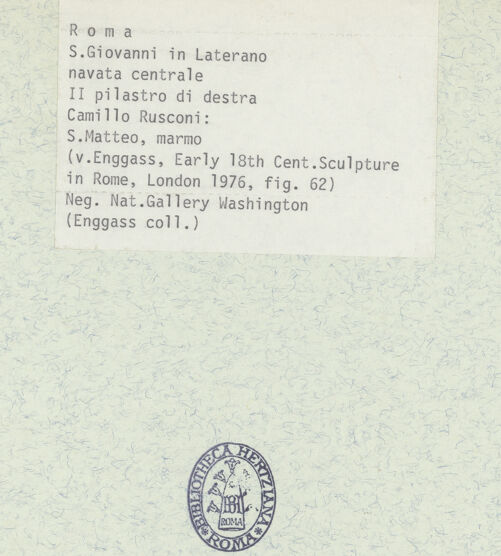 R o m a
S.Giovanni in Laterano
navata centrale
II pilastro di destra
Camillo Rusconi:
S.Matteo, marmo
(v.Enggass, Early 18th Cent.Sculpture
in Rome, London 1976, fig. 62)
Neg. Nat.Gallery Washington
(Enggass coll.)
BIBLIOTHECA HERTZIANA
BH
ROMA
ROMA